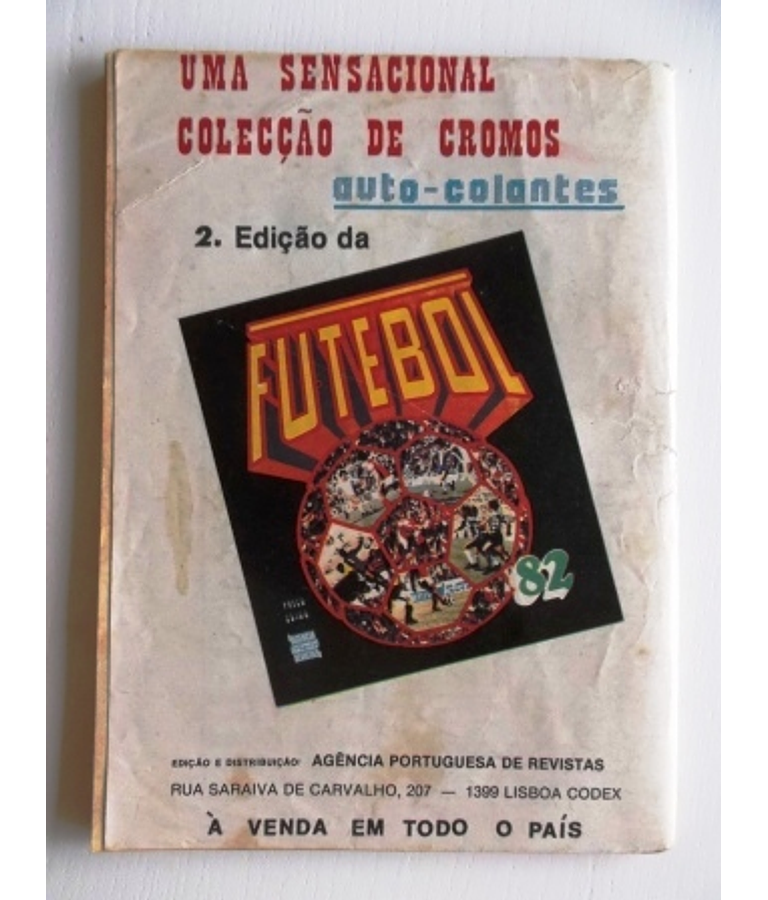 UMA SENSACIONAL
COLECÇÃO DE CROMOS
auto-colantes
2. Edição da
FUTEBOL
82
EDIÇÃO E DISTRIBUIÇÃO: AGÊNCIA PORTUGUESA DE REVISTAS
RUA SARAIVA DE CARVALHO, 207 — 1399 LISBOA CODEX
À VENDA EM TODO O PAÍS